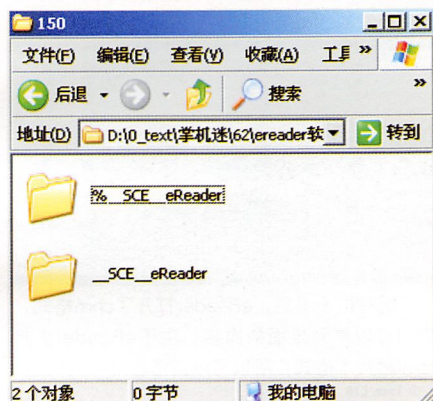 150
文件(F) 编辑(E) 查看(V) 收藏(A) 工具 »
后退 搜索 »
地址(D) D:\0_text\掌机迷\62\ereader软 转到
%__SCE__eReader
__SCE__eReader
2 个对象 0 字节 我的电脑